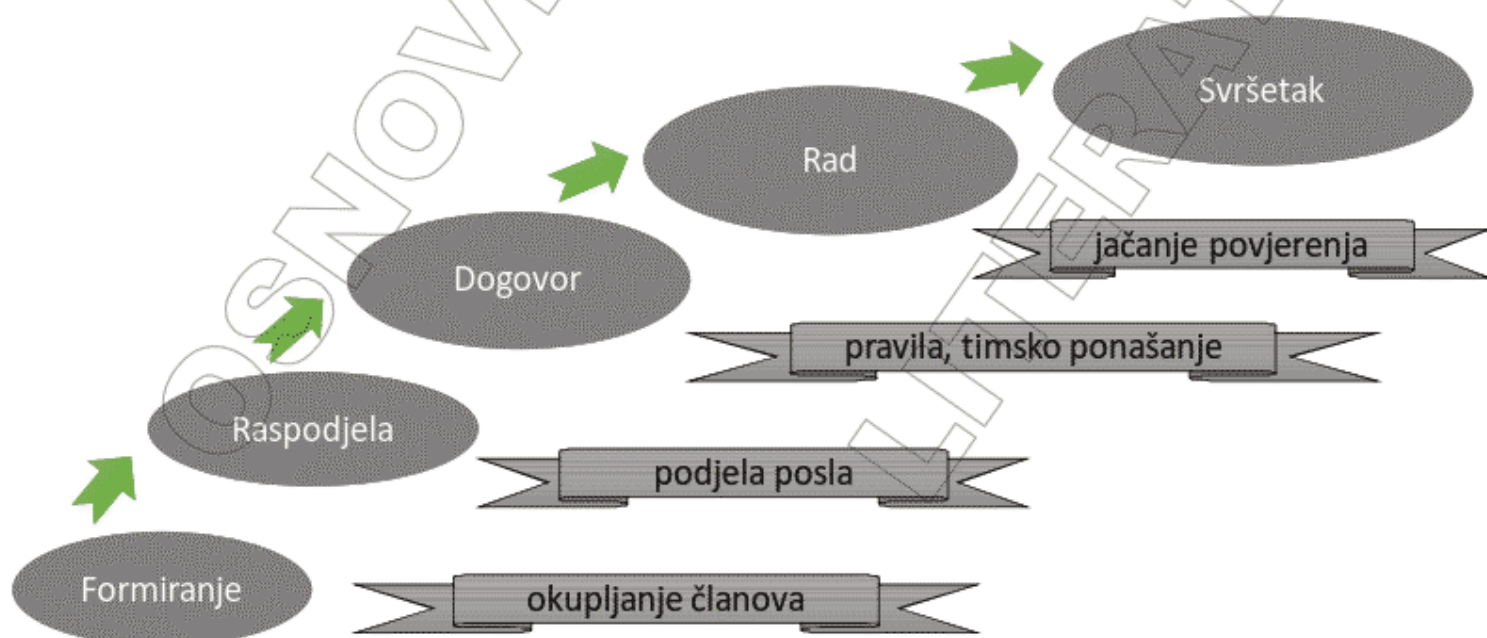 Svršetak
Rad
jačanje povjerenja
Dogovor
pravila, timsko ponašanje
Raspodjela
podjela posla
Formiranje
okupljanje članova